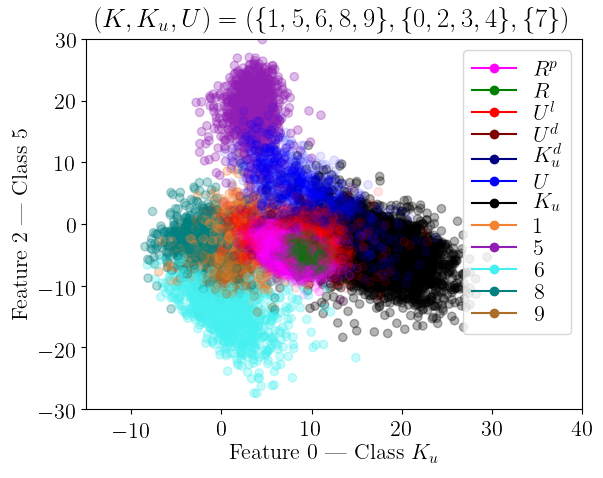 (K, K_u, U) = ({1, 5, 6, 8, 9}, {0, 2, 3, 4}, {7})
30
20
10
0
−10
−20
−30
Feature 2 — Class 5
−10
0
10
20
30
40
Feature 0 — Class K_u
R^p
R
U^l
U^d
K_u^d
U
K_u
1
5
6
8
9